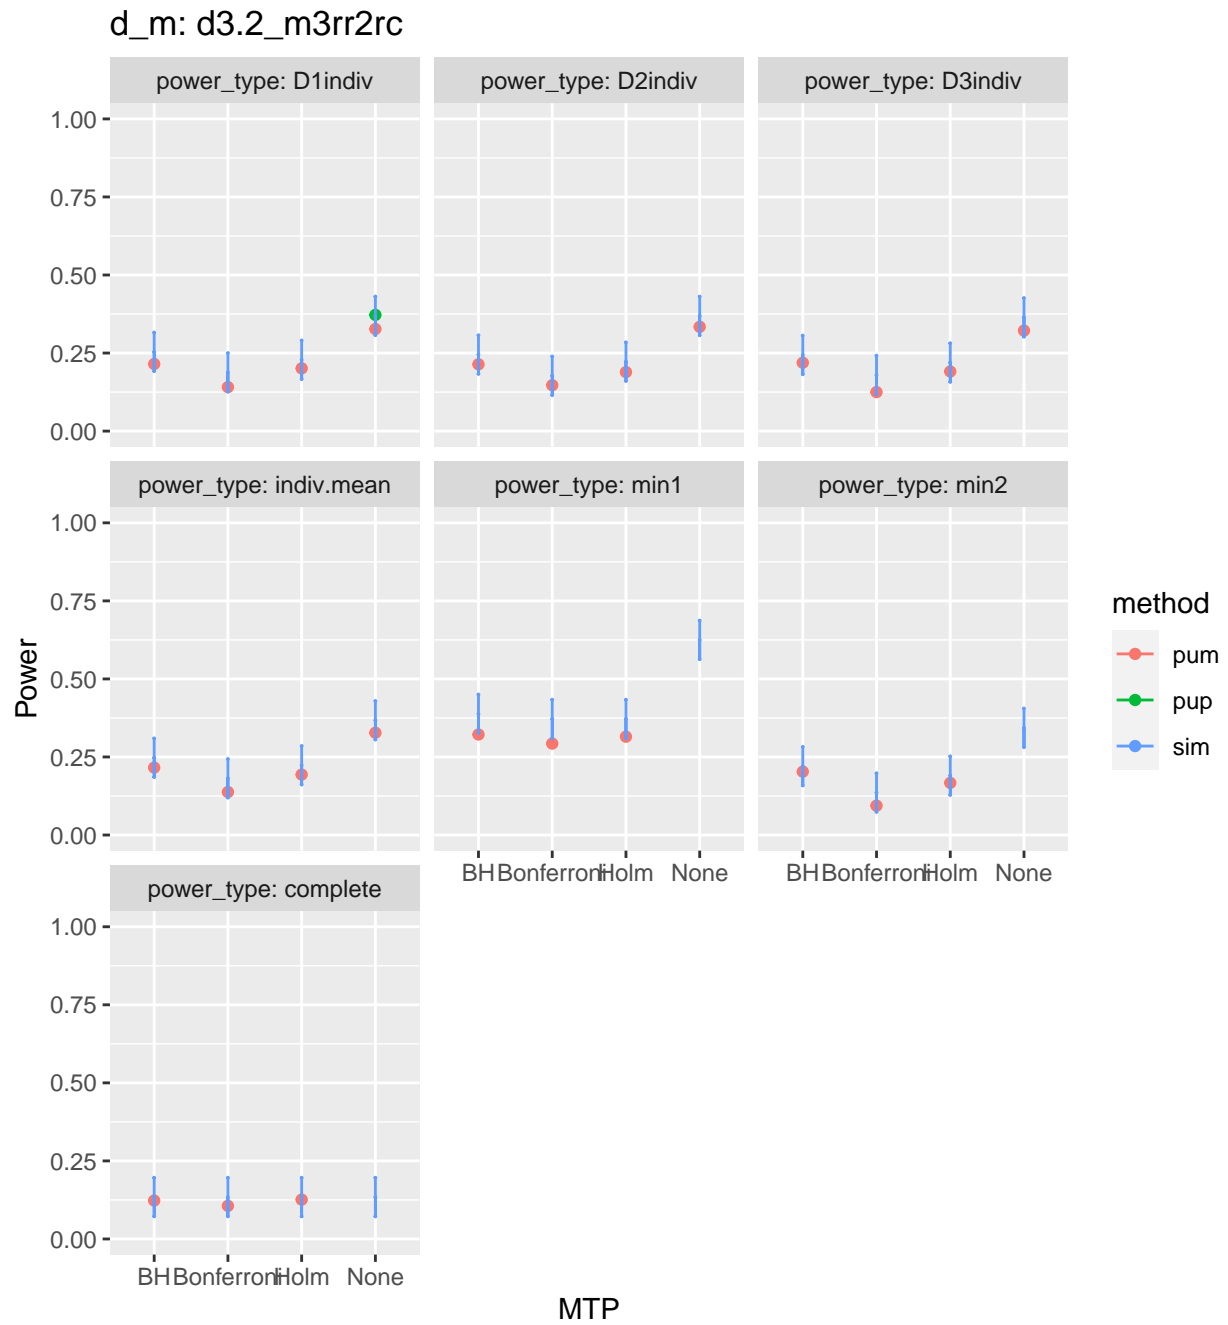 d_m: d3.2_m3rr2rc
power_type: D1indiv
power_type: D2indiv
power_type: D3indiv
1.00
0.75
0.50
0.25
0.00
power_type: indiv.mean
power_type: min1
power_type: min2
1.00
0.75
0.50
0.25
0.00
BH Bonferroni Holm None
BH Bonferroni Holm None
power_type: complete
1.00
0.75
0.50
0.25
0.00
BH Bonferroni Holm None
MTP
Power
method
pum
pup
sim